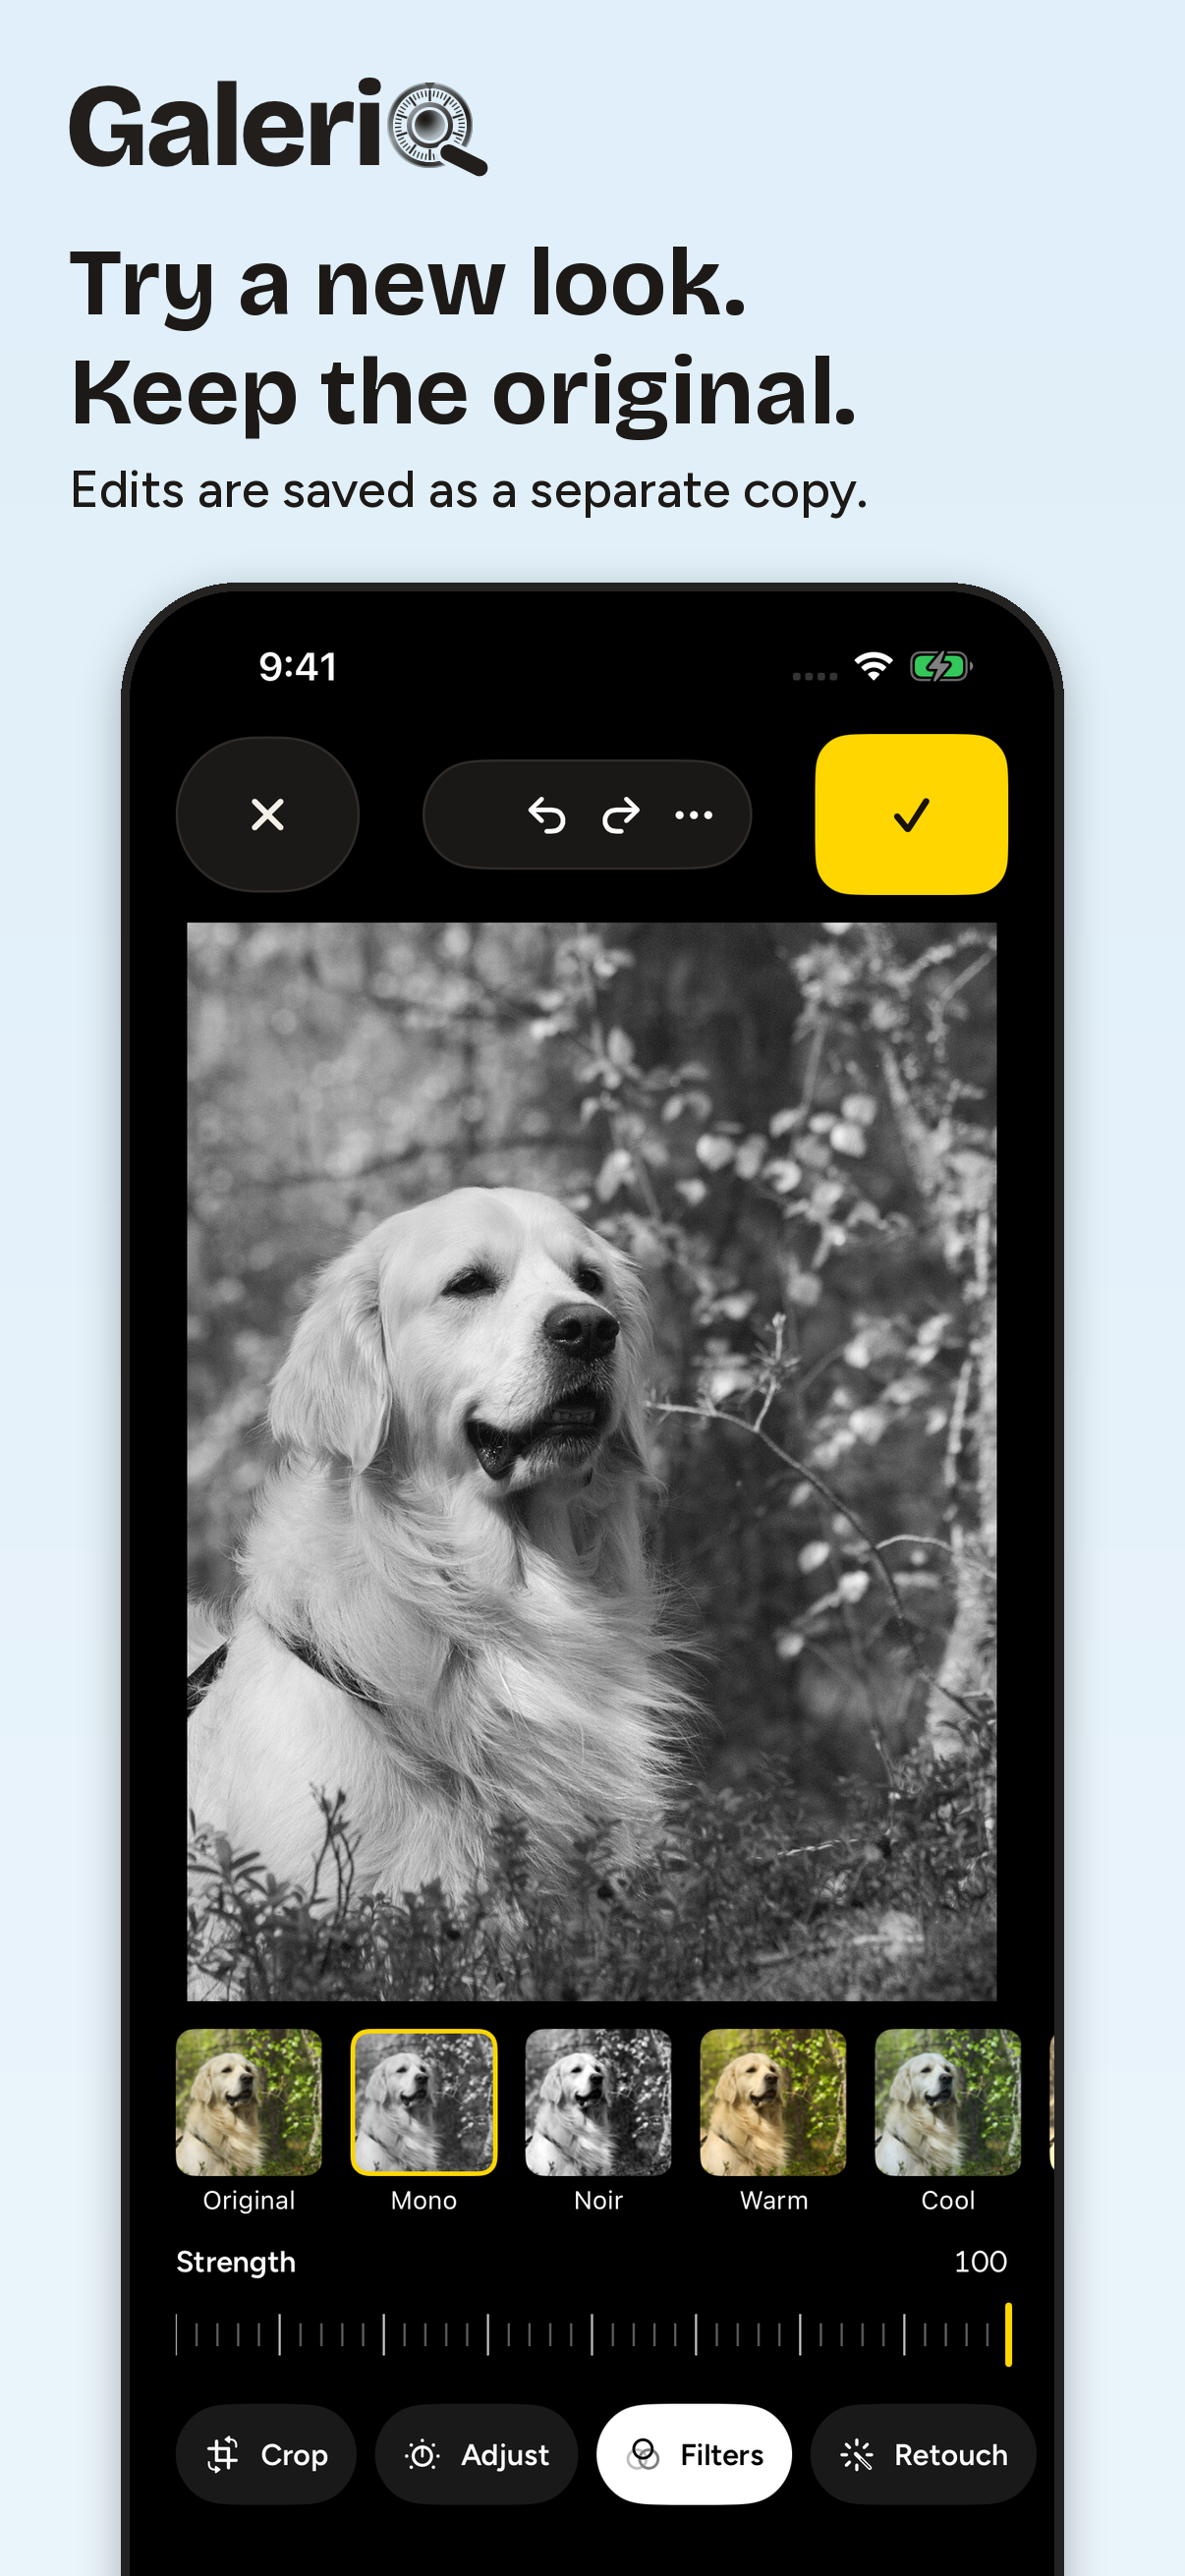 GaleriQ
Try a new look.
Keep the original.
Edits are saved as a separate copy.
9:41
Original Mono Noir Warm Cool
Strength 100
Crop Adjust Filters Retouch